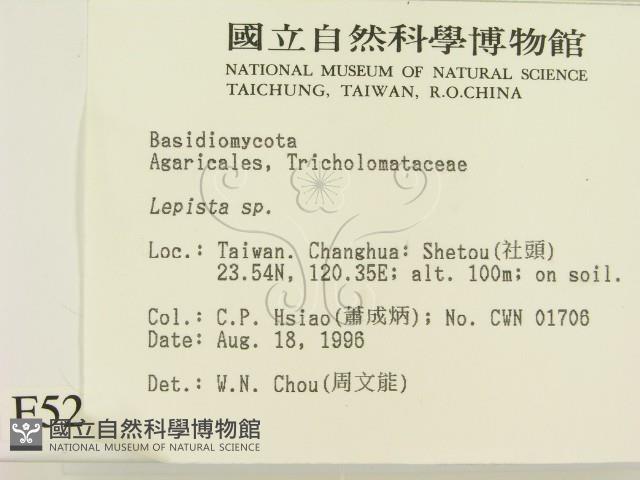 國立自然科學博物館
NATIONAL MUSEUM OF NATURAL SCIENCE
TAICHUNG, TAIWAN, R.O.CHINA
Basidiomycota
Agaricales, Tricholomataceae
Lepista sp.
Loc.: Taiwan. Changhua: Shetou(社頭)
23.54N, 120.35E; alt. 100m; on soil.
Col.: C.P. Hsiao(蕭成炳); No. CWN 01706
Date: Aug. 18, 1996
Det.: W.N. Chou(周文能)
F52
國立自然科學博物館
NATIONAL MUSEUM OF NATURAL SCIENCE